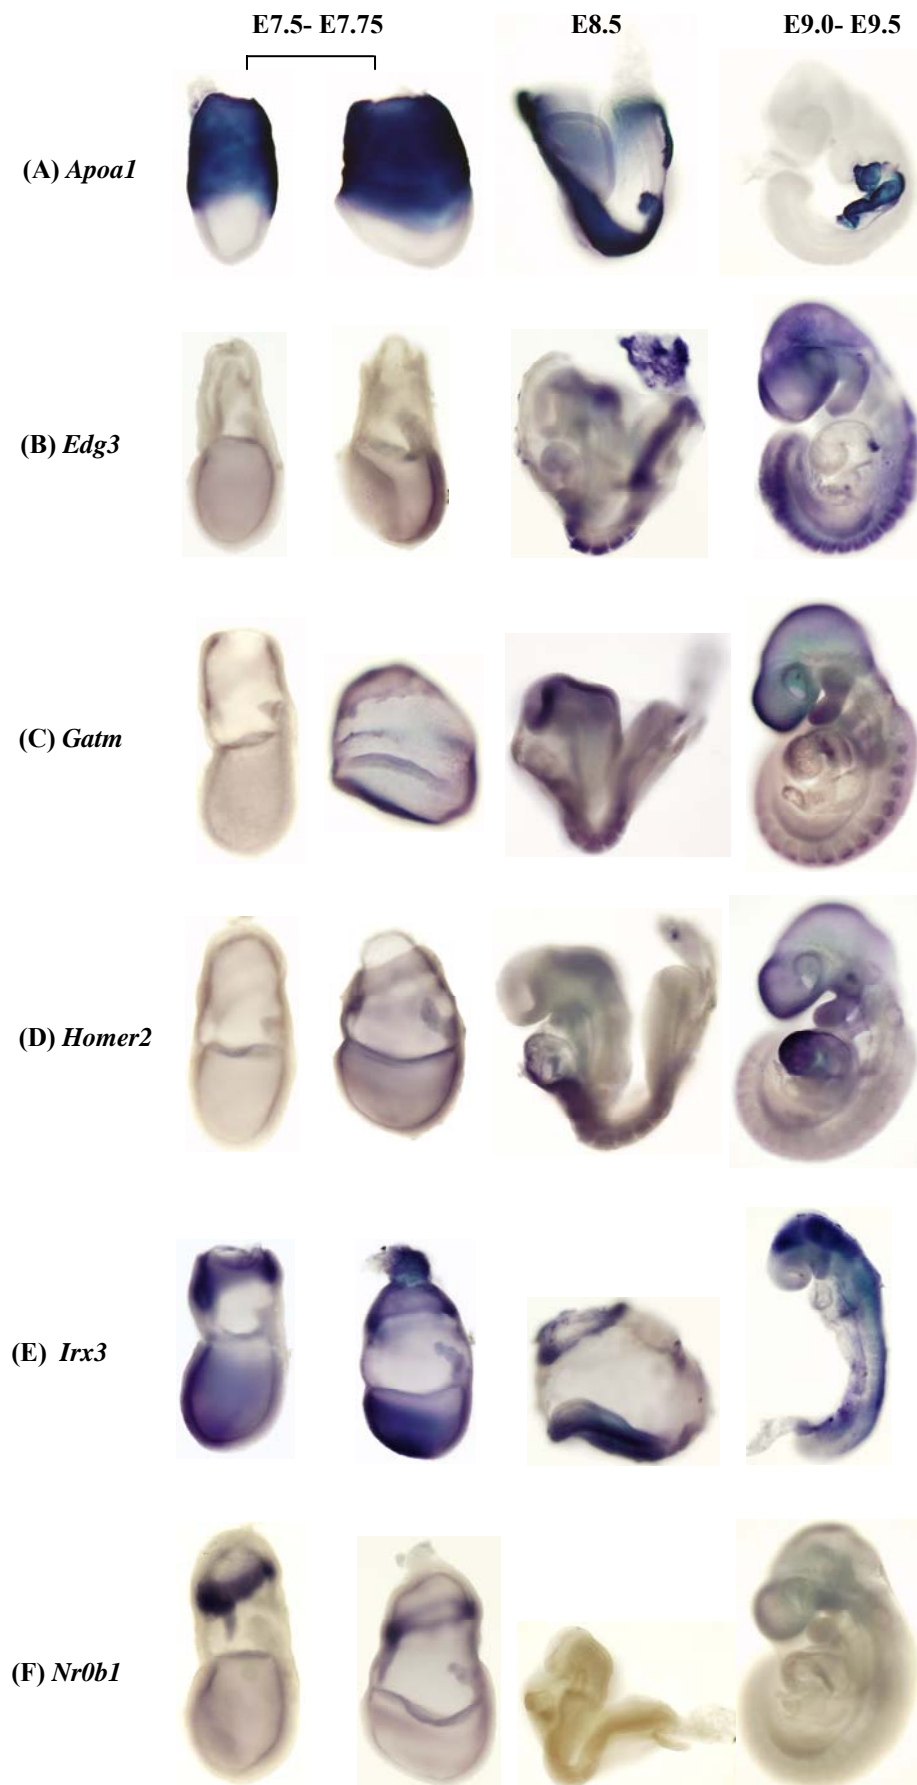 E7.5- E7.75 E8.5 E9.0- E9.5
(A) Apoa1
(B) Edg3
(C) Gatm
(D) Homer2
(E) Irx3
(F) Nr0b1